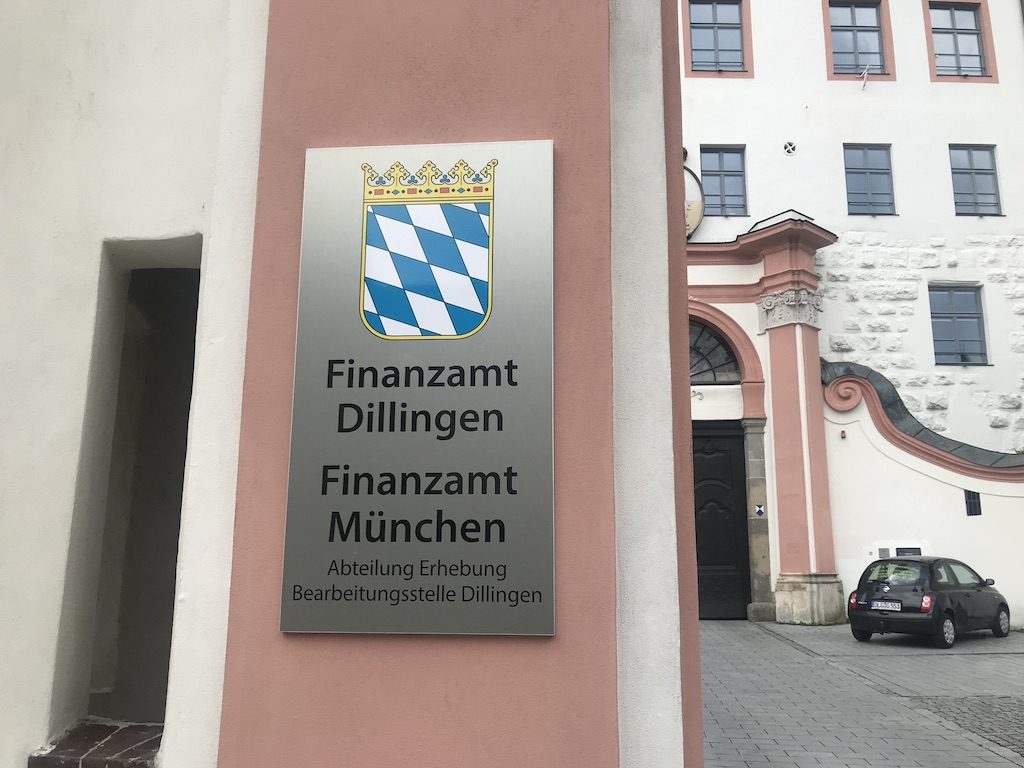 Finanzamt
Dillingen
Finanzamt
München
Abteilung Erhebung
Bearbeitungsstelle Dillingen